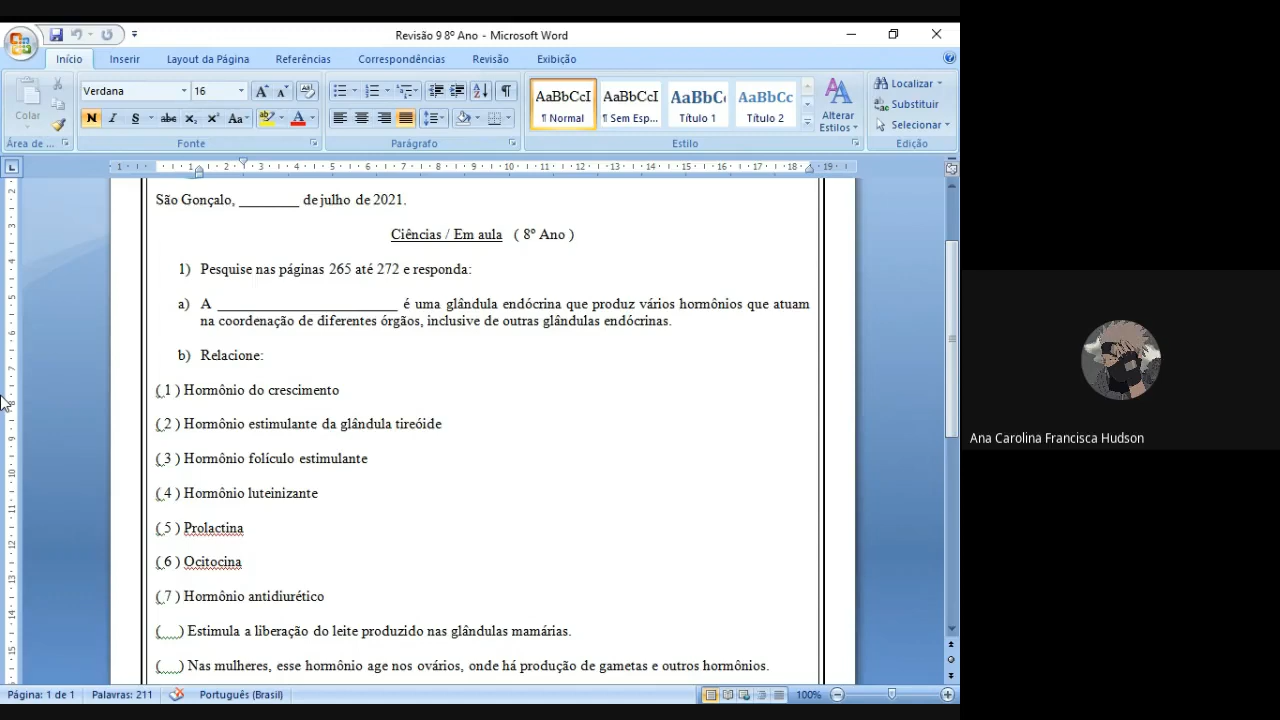 Revisão 9 8º Ano - Microsoft Word
Início Inserir Layout da Página Referências Correspondências Revisão Exibição
Verdana 16
Localizar
Substituir
Selecionar
Colar
N I S abc x₂ x² Aa
AaBbCcI AaBbCcI AaBbC AaBbCc
¶ Normal ¶ Sem Esp... Título 1 Título 2
Alterar Estilos
Área de ... Fonte Parágrafo Estilo Edição
São Gonçalo, ________ de julho de 2021.
Ciências / Em aula ( 8º Ano )
1) Pesquise nas páginas 265 até 272 e responda:
a) A ________________________ é uma glândula endócrina que produz vários hormônios que atuam
na coordenação de diferentes órgãos, inclusive de outras glândulas endócrinas.
b) Relacione:
( 1 ) Hormônio do crescimento
( 2 ) Hormônio estimulante da glândula tireóide
( 3 ) Hormônio folículo estimulante
( 4 ) Hormônio luteinizante
( 5 ) Prolactina
( 6 ) Ocitocina
( 7 ) Hormônio antidiurético
( ) Estimula a liberação do leite produzido nas glândulas mamárias.
( ) Nas mulheres, esse hormônio age nos ovários, onde há produção de gametas e outros hormônios.
Página: 1 de 1 Palavras: 211 Português (Brasil) 100%
Ana Carolina Francisca Hudson